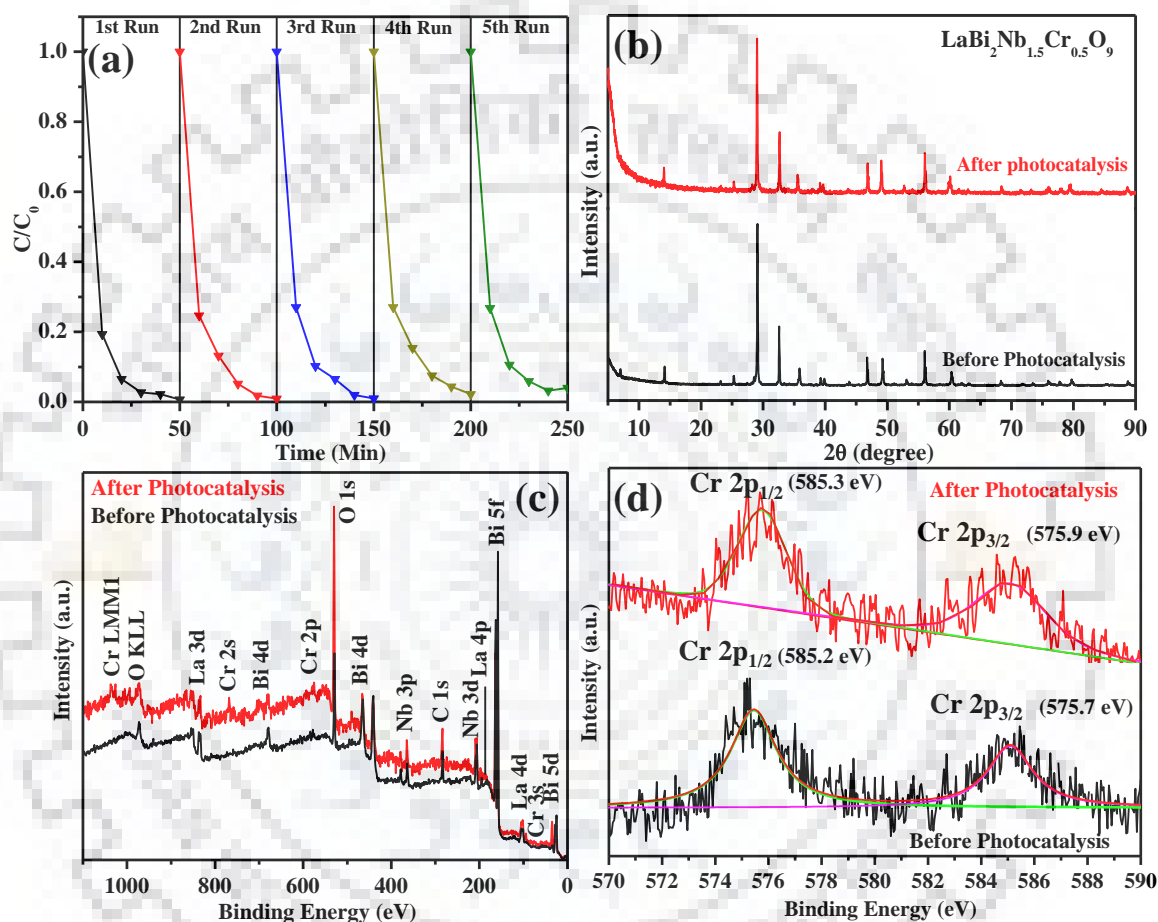 1st Run 2nd Run 3rd Run 4th Run 5th Run
(a)
C/C₀
1.0
0.8
0.6
0.4
0.2
0.0
0 50 100 150 200 250
Time (Min)
(b)
LaBi₂Nb₁.₅Cr₀.₅O₉
After photocatalysis
Before Photocatalysis
Intensity (a.u.)
5 10 20 30 40 50 60 70 80 90
2θ (degree)
After Photocatalysis
Before Photocatalysis
(c)
Cr LMM1
O KLL
La 3d
Cr 2s
Bi 4d
Cr 2p
O 1s
Bi 4d
Nb 3p
C 1s
Nb 3d
La 4p
Bi 5f
La 4d
Cr 3s
Bi 5d
Intensity (a.u.)
1000 800 600 400 200 0
Binding Energy (eV)
(d)
Cr 2p₁/₂ (585.3 eV)
After Photocatalysis
Cr 2p₃/₂ (575.9 eV)
Cr 2p₁/₂ (585.2 eV)
Cr 2p₃/₂ (575.7 eV)
Before Photocatalysis
Intensity (a.u.)
570 572 574 576 578 580 582 584 586 588 590
Binding Energy (eV)